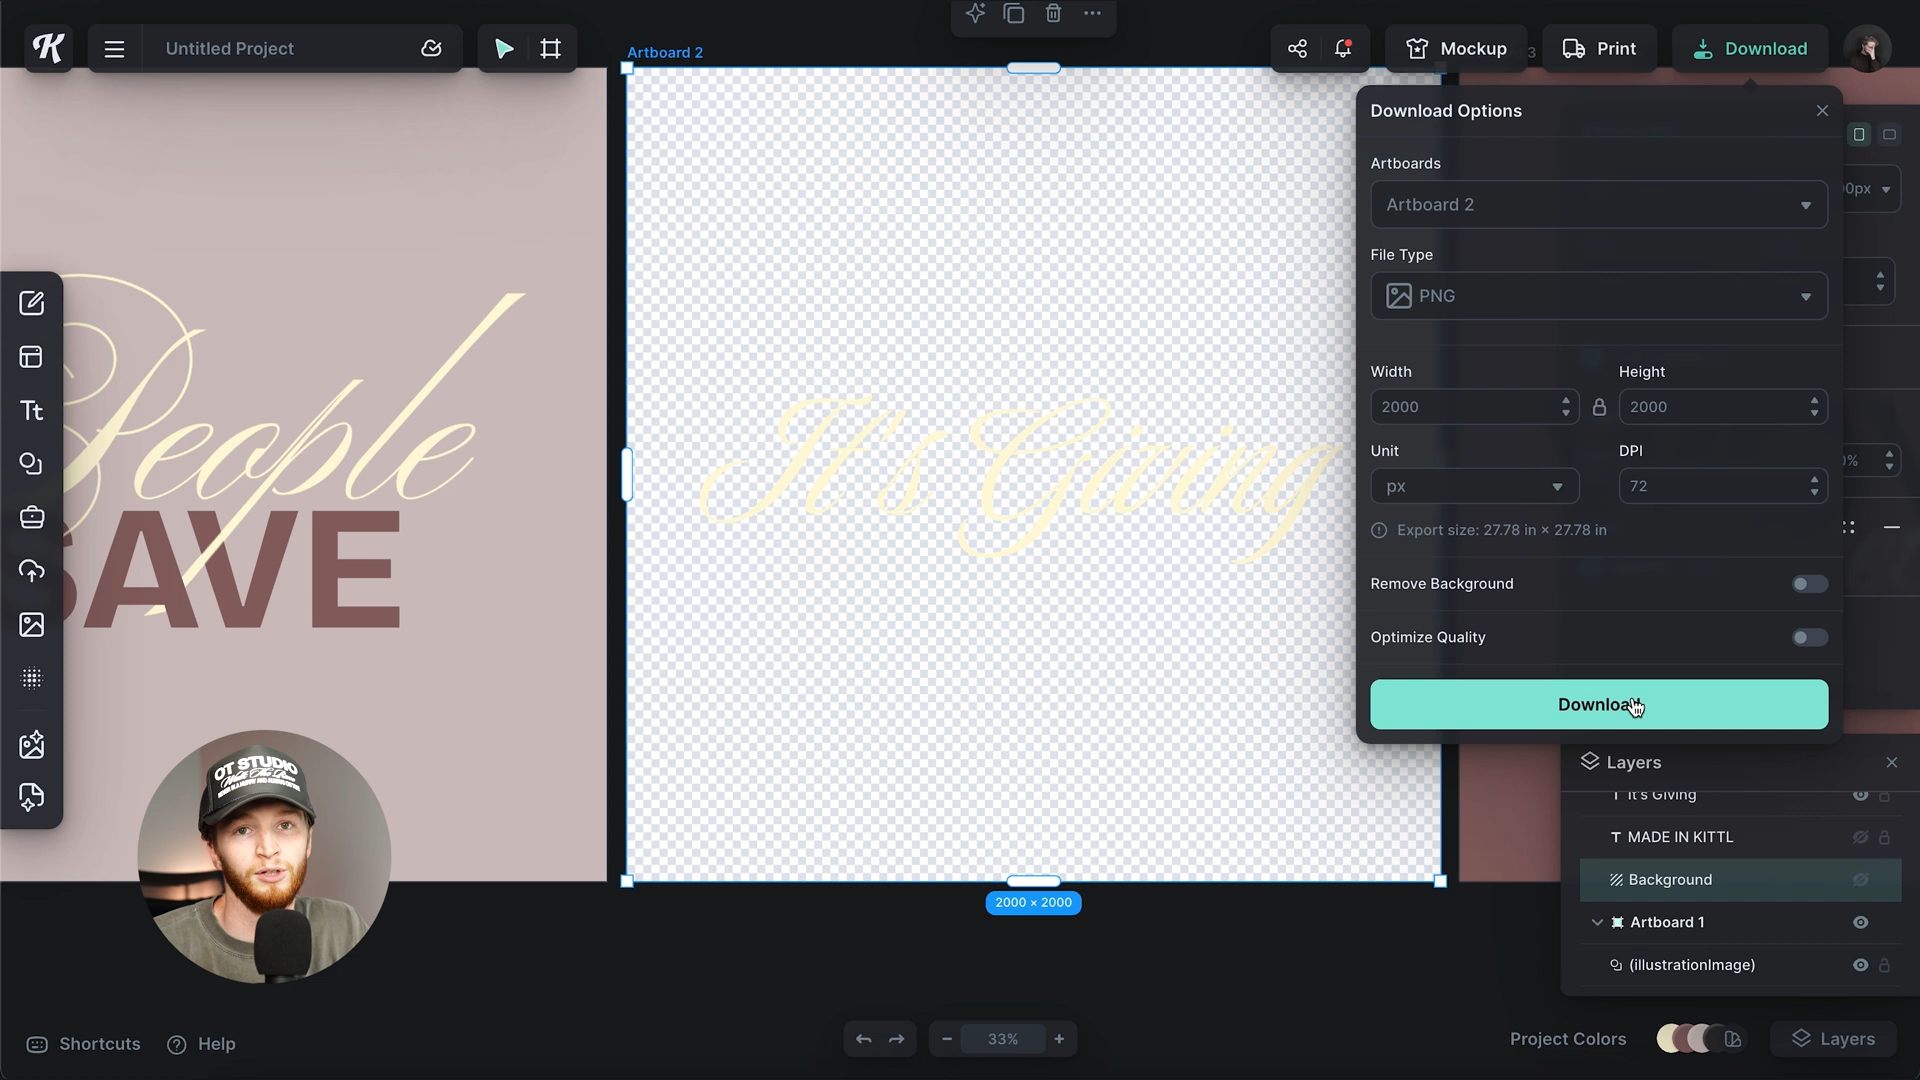 K
Untitled Project
Artboard 2
Mockup
3
Print
Download
Download Options
Artboards
Artboard 2
File Type
PNG
Width
Height
2000
2000
Unit
DPI
px
72
Export size: 27.78 in × 27.78 in
Remove Background
Optimize Quality
Download
0px
%
Tt
People
SAVE
It's Giving
OT STUDIO
2000 × 2000
Layers
It's Giving
MADE IN KITTL
Background
Artboard 1
(illustrationImage)
Shortcuts
Help
33%
Project Colors
Layers